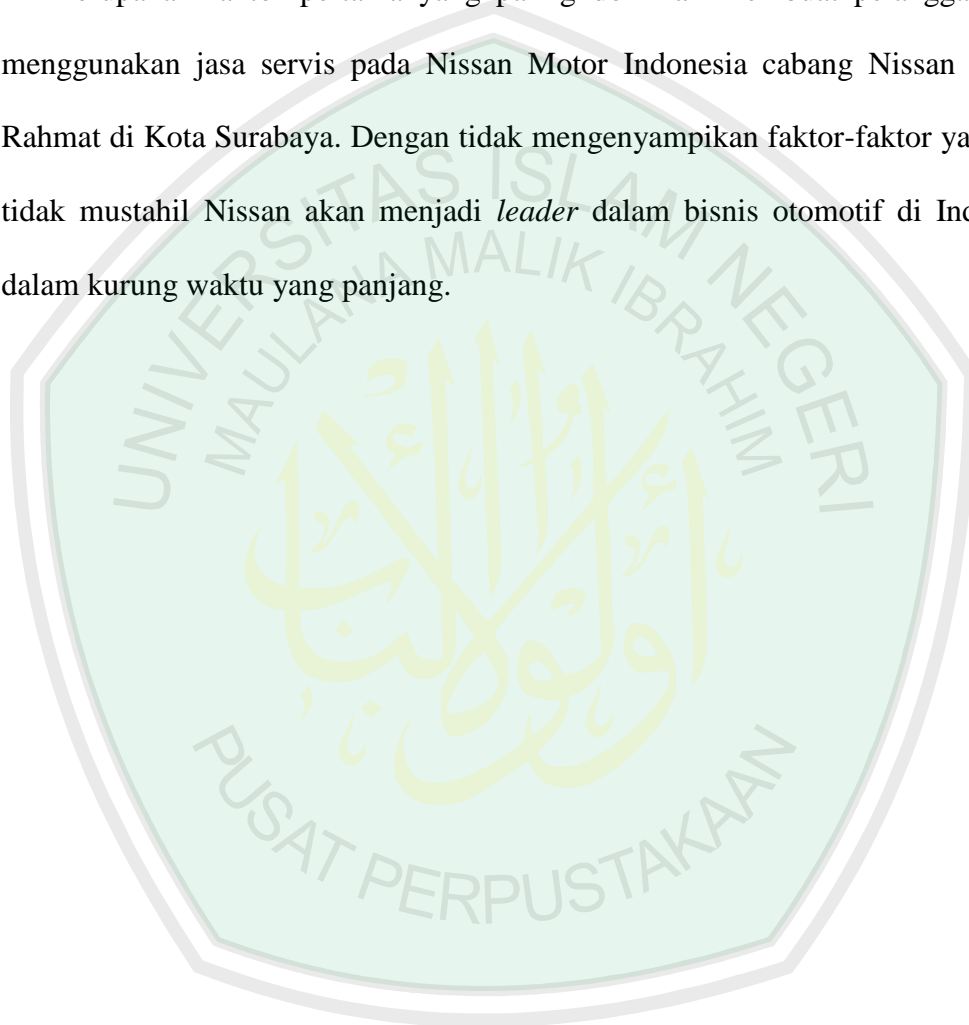 menggunakan jasa servis pada Nissan Motor Indonesia cabang Nissan
Rahmat di Kota Surabaya. Dengan tidak mengenyampikan faktor-faktor
tidak mustahil Nissan akan menjadi leader dalam bisnis otomotif di
dalam kurung waktu yang panjang.
UNIVERSITAS ISLAM NEGERI
MAULANA MALIK IBRAHIM
أولو الألباب
PUSAT PERPUSTAKAAN